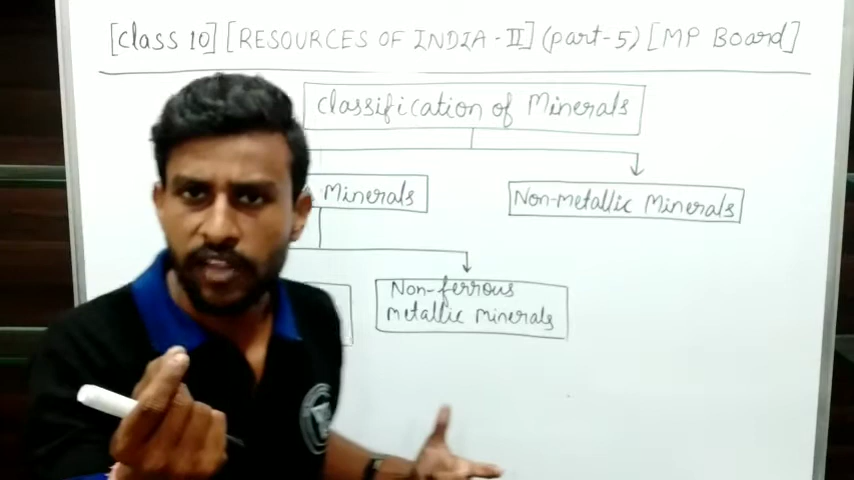 [Class 10] [RESOURCES OF INDIA - II] (part-5) [MP Board]
Classification of Minerals
Minerals
Non-metallic Minerals
Non-ferrous
metallic minerals